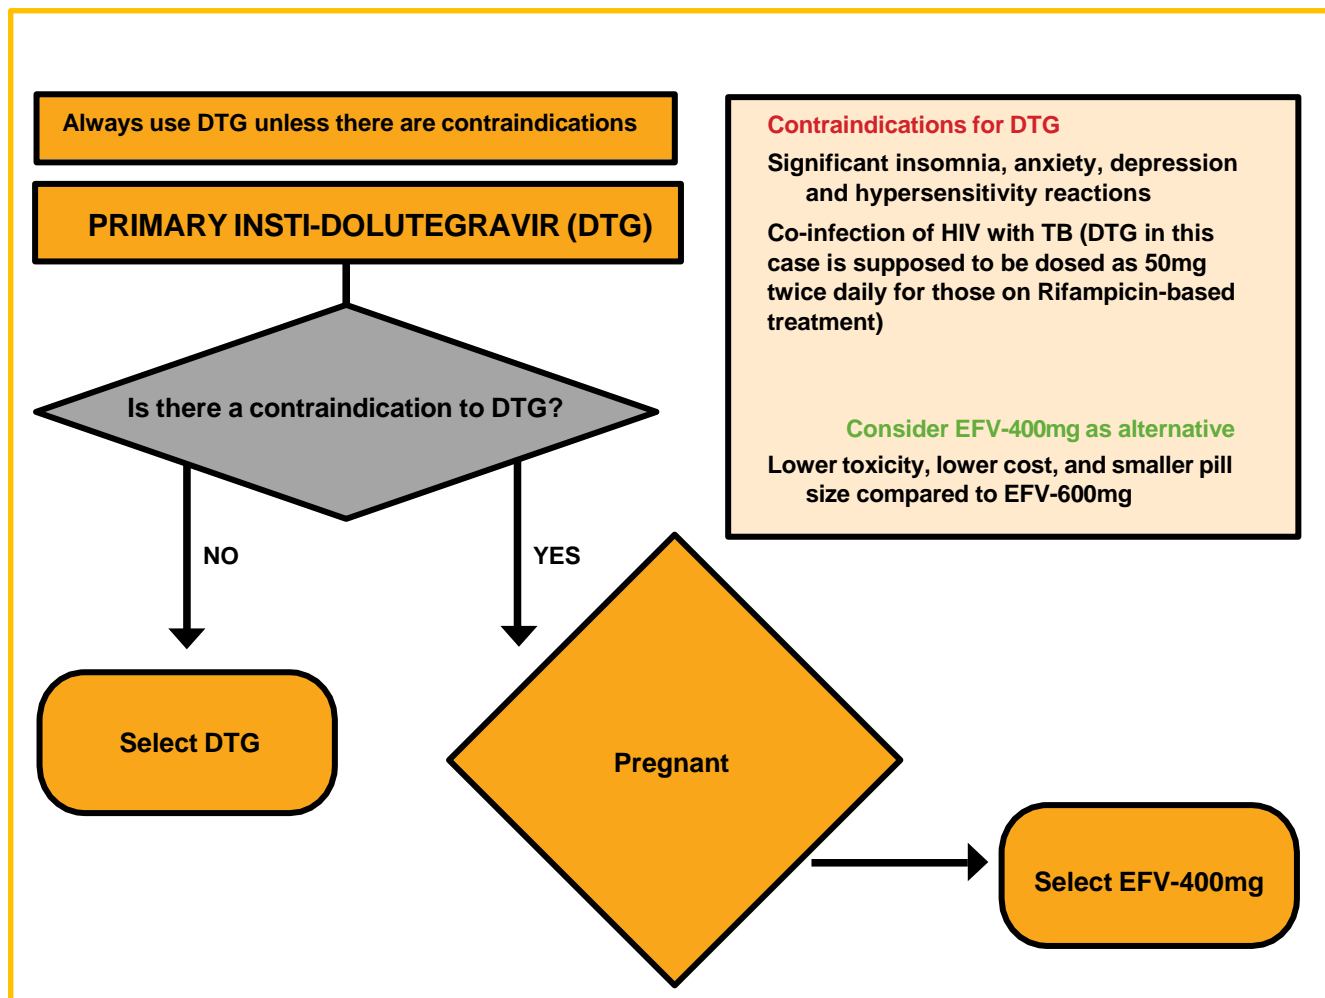 Always use DTG unless there are contraindications
PRIMARY INSTI-DOLUTEGRAVIR (DTG)
Is there a contraindication to DTG?
NO
YES
Select DTG
Pregnant
Select EFV-400mg
Contraindications for DTG
Significant insomnia, anxiety, depression
and hypersensitivity reactions
Co-infection of HIV with TB (DTG in this
case is supposed to be dosed as 50mg
twice daily for those on Rifampicin-based
treatment)
Consider EFV-400mg as alternative
Lower toxicity, lower cost, and smaller pill
size compared to EFV-600mg